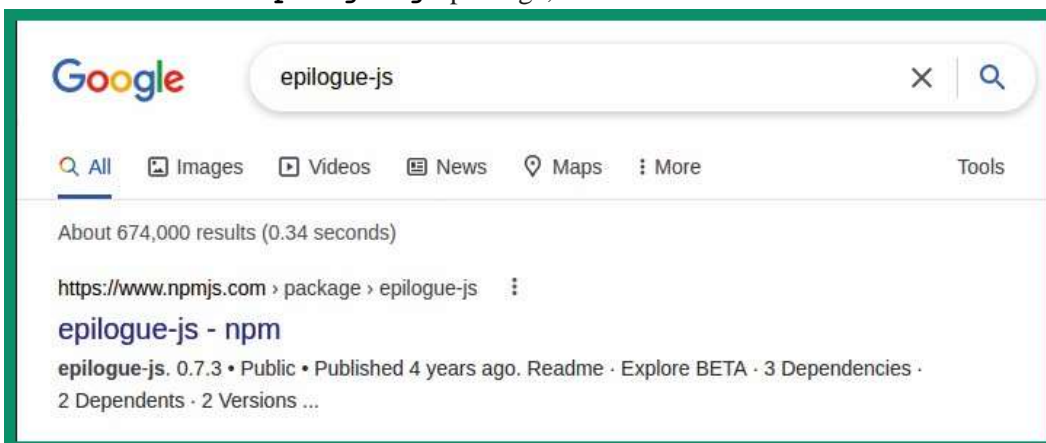 Google epilogue-js
All Images Videos News Maps More Tools
About 674,000 results (0.34 seconds)
https://www.npmjs.com › package › epilogue-js
epilogue-js - npm
epilogue-js. 0.7.3 • Public • Published 4 years ago. Readme · Explore BETA · 3 Dependencies ·
2 Dependents · 2 Versions ...